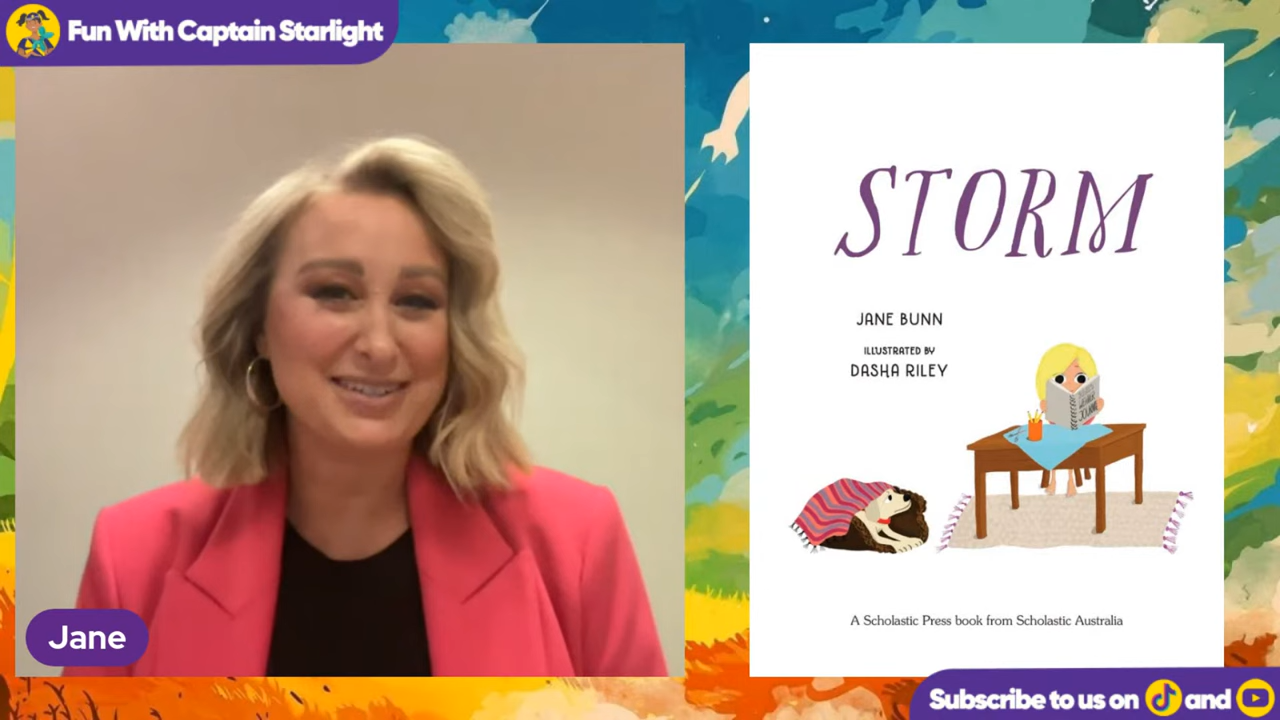 Fun With Captain Starlight
Jane
STORM
JANE BUNN
ILLUSTRATED BY
DASHA RILEY
A Scholastic Press book from Scholastic Australia
Subscribe to us on and